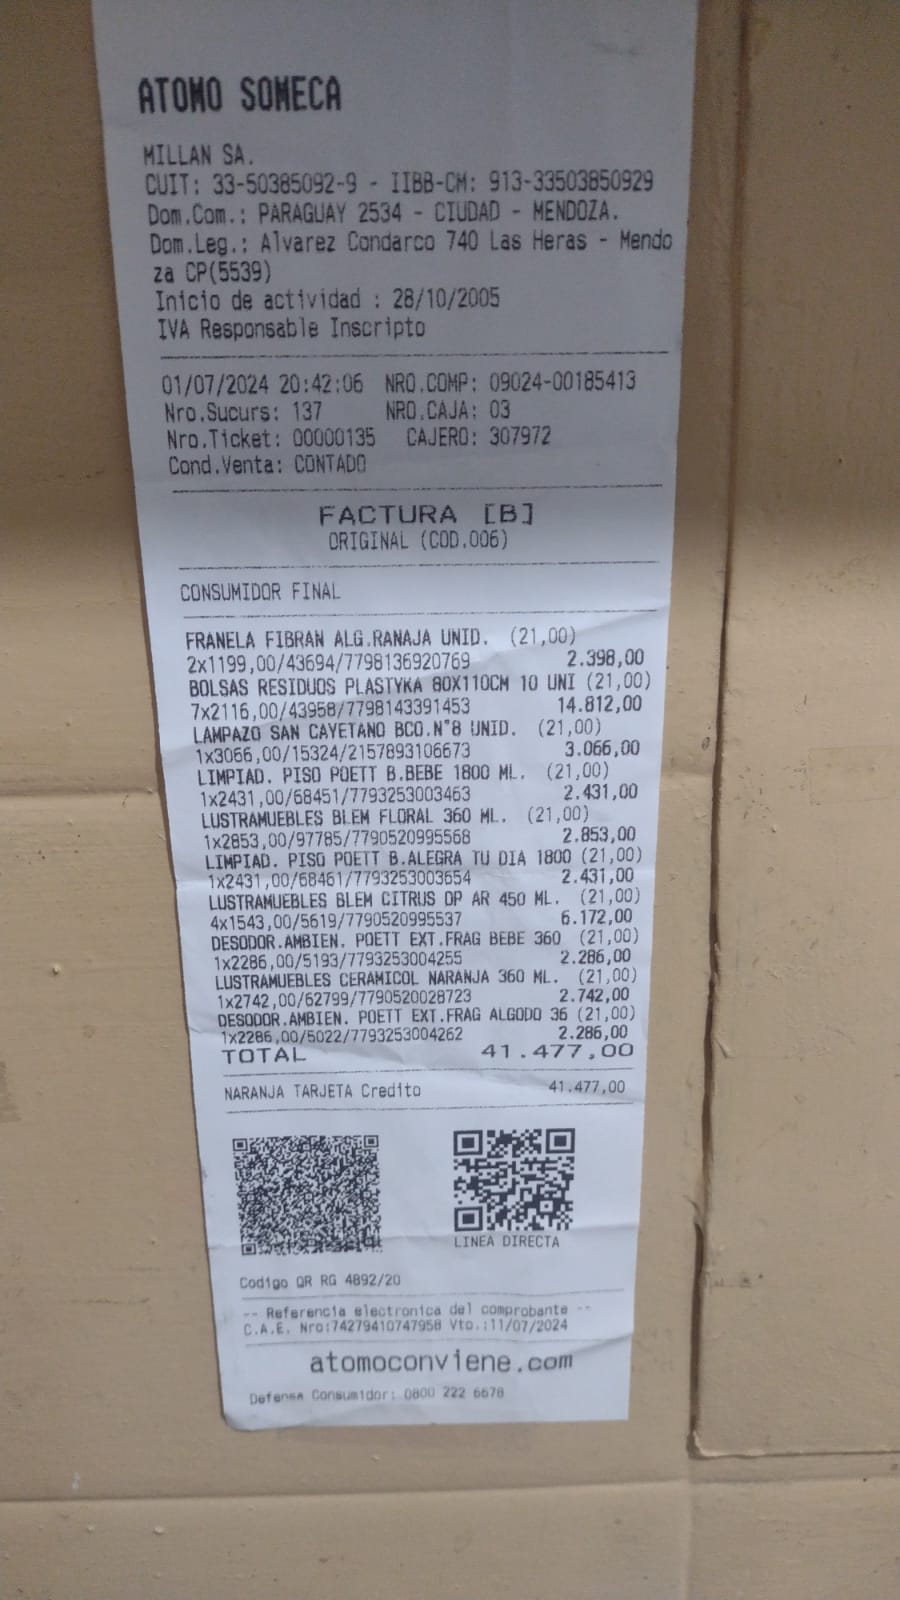 ATOMO SOMECA
MILLAN SA.
CUIT: 33-50385092-9 - IIBB-CM: 913-33503850929
Dom.Com.: PARAGUAY 2534 - CIUDAD - MENDOZA.
Dom.Leg.: Alvarez Condarco 740 Las Heras - Mendo
za CP(5539)
Inicio de actividad : 28/10/2005
IVA Responsable Inscripto
01/07/2024 20:42:06 NRO.COMP: 09024-00185413
Nro.Sucurs: 137 NRO.CAJA: 03
Nro.Ticket: 00000135 CAJERO: 307972
Cond.Venta: CONTADO
FACTURA [B]
ORIGINAL (COD.006)
CONSUMIDOR FINAL
FRANELA FIBRAN ALG.RANAJA UNID. (21,00)
2x1199,00/43694/7798136920769 2.398,00
BOLSAS RESIDUOS PLASTYKA 80X110CM 10 UNI (21,00)
7x2116,00/43958/7798143391453 14.812,00
LAMPAZO SAN CAYETANO BCO.N°8 UNID. (21,00)
1x3066,00/15324/2157893106673 3.066,00
LIMPIAD. PISO POETT B.BEBE 1800 ML. (21,00)
1x2431,00/68451/7793253003463 2.431,00
LUSTRAMUEBLES BLEM FLORAL 360 ML. (21,00)
1x2853,00/97785/7790520995568 2.853,00
LIMPIAD. PISO POETT B.ALEGRA TU DIA 1800 (21,00)
1x2431,00/68461/7793253003654 2.431,00
LUSTRAMUEBLES BLEM CITRUS DP AR 450 ML. (21,00)
4x1543,00/5619/7790520995537 6.172,00
DESODOR.AMBIEN. POETT EXT.FRAG BEBE 360 (21,00)
1x2286,00/5193/7793253004255 2.286,00
LUSTRAMUEBLES CERAMICOL NARANJA 360 ML. (21,00)
1x2742,00/62799/7790520028723 2.742,00
DESODOR.AMBIEN. POETT EXT.FRAG ALGODO 36 (21,00)
1x2286,00/5022/7793253004262 2.286,00
TOTAL 41.477,00
NARANJA TARJETA Credito 41.477,00
LINEA DIRECTA
Codigo QR RG 4892/20
-- Referencia electronica del comprobante --
C.A.E. Nro:74279410747958 Vto.:11/07/2024
atomoconviene.com
Defensa Consumidor: 0800 222 6678